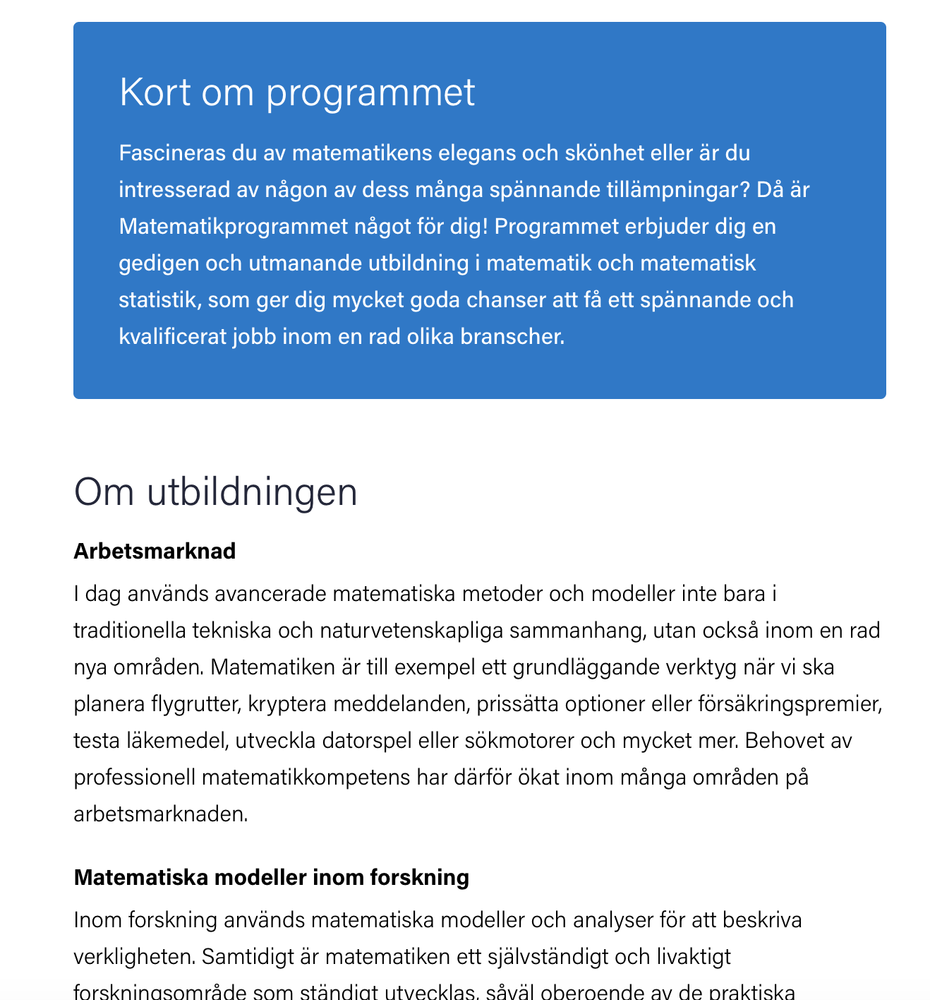 Kort om programmet
Fascineras du av matematikens elegans och skönhet eller är du
intresserad av någon av dess många spännande tillämpningar? Då är
Matematikprogrammet något för dig! Programmet erbjuder dig en
gedigen och utmanande utbildning i matematik och matematisk
statistik, som ger dig mycket goda chanser att få ett spännande och
kvalificerat jobb inom en rad olika branscher.
Om utbildningen
Arbetsmarknad
I dag används avancerade matematiska metoder och modeller inte bara i
traditionella tekniska och naturvetenskapliga sammanhang, utan också inom en rad
nya områden. Matematiken är till exempel ett grundläggande verktyg när vi ska
planera flygrutter, kryptera meddelanden, prissätta optioner eller försäkringspremier,
testa läkemedel, utveckla datorspel eller sökmotorer och mycket mer. Behovet av
professionell matematikkompetens har därför ökat inom många områden på
arbetsmarknaden.
Matematiska modeller inom forskning
Inom forskning används matematiska modeller och analyser för att beskriva
verkligheten. Samtidigt är matematiken ett självständigt och livaktigt
forskningsområde som ständigt utvecklas, såväl oberoende av de praktiska